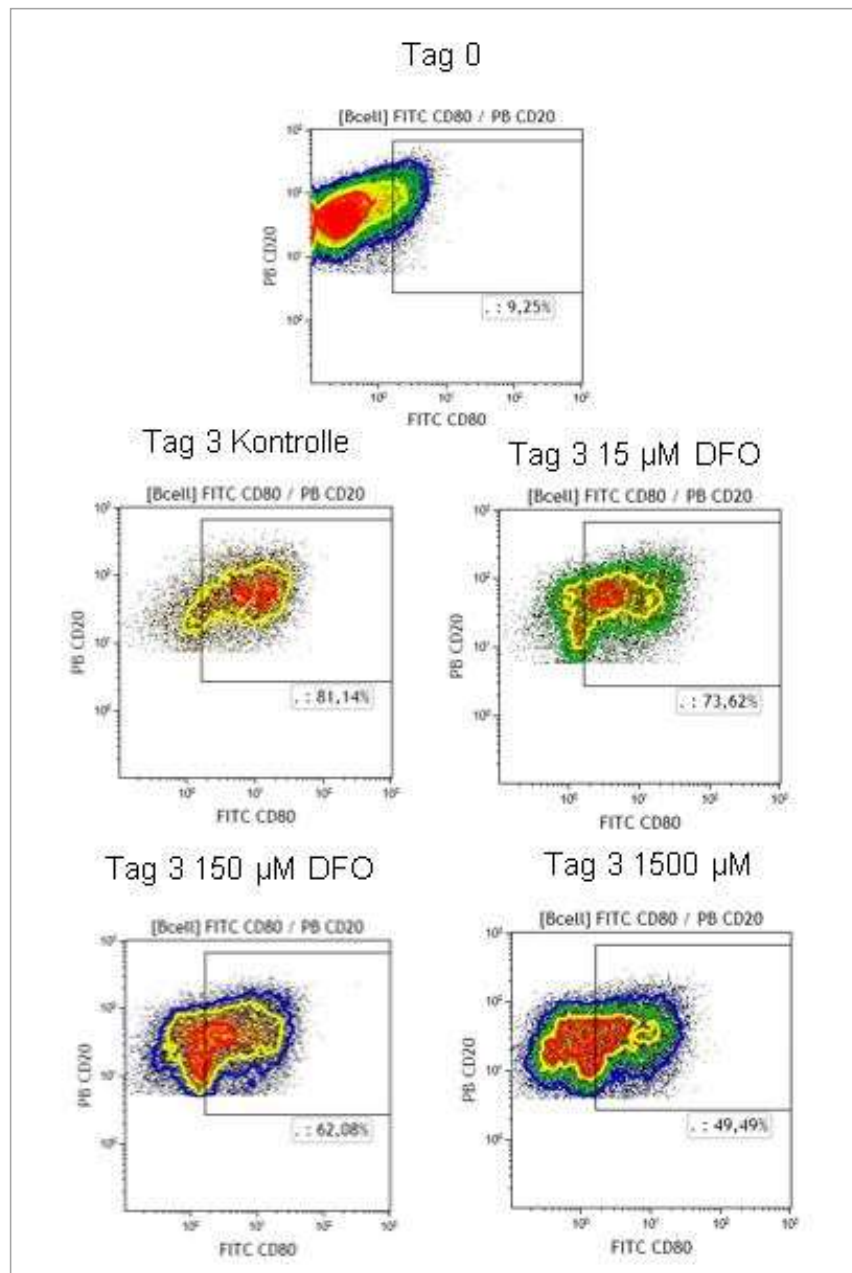 Tag 0
[Bcell] FITC CD80 / PB CD20
PB CD20
. : 9,25%
FITC CD80
Tag 3 Kontrolle
Tag 3 15 µM DFO
[Bcell] FITC CD80 / PB CD20
[Bcell] FITC CD80 / PB CD20
PB CD20
PB CD20
. : 81,14%
. : 73,62%
FITC CD80
FITC CD80
Tag 3 150 µM DFO
Tag 3 1500 µM
[Bcell] FITC CD80 / PB CD20
[Bcell] FITC CD80 / PB CD20
PB CD20
PB CD20
. : 62,08%
. : 49,49%
FITC CD80
FITC CD80